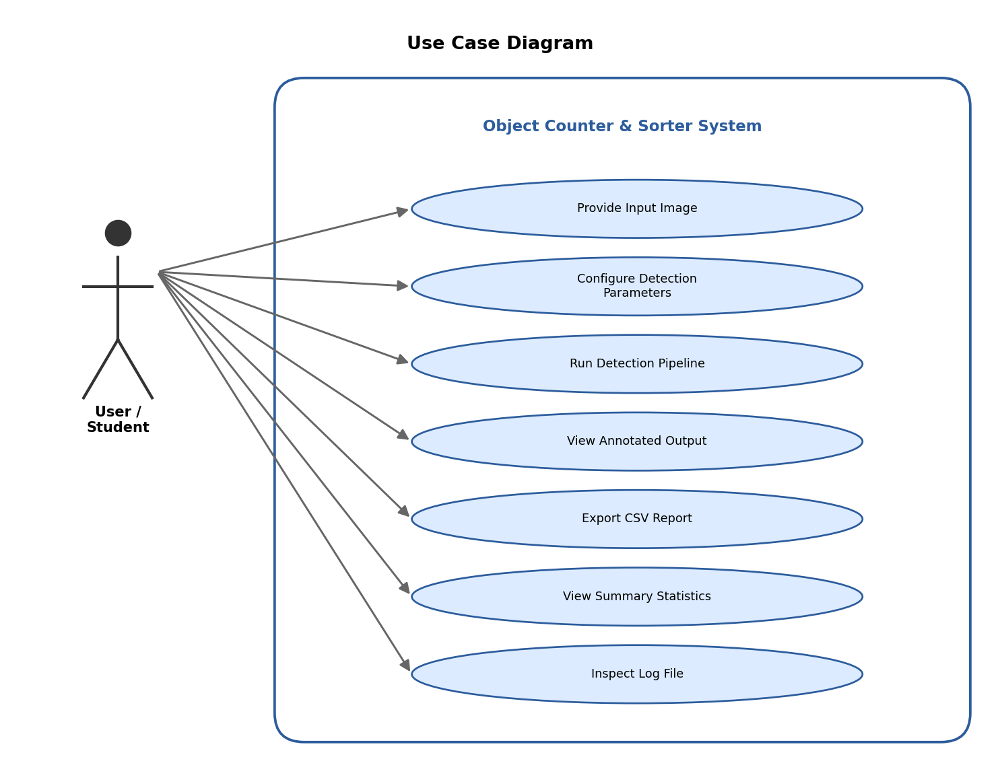 Use Case Diagram
Object Counter & Sorter System
Provide Input Image
Configure Detection
Parameters
Run Detection Pipeline
User /
Student
View Annotated Output
Export CSV Report
View Summary Statistics
Inspect Log File